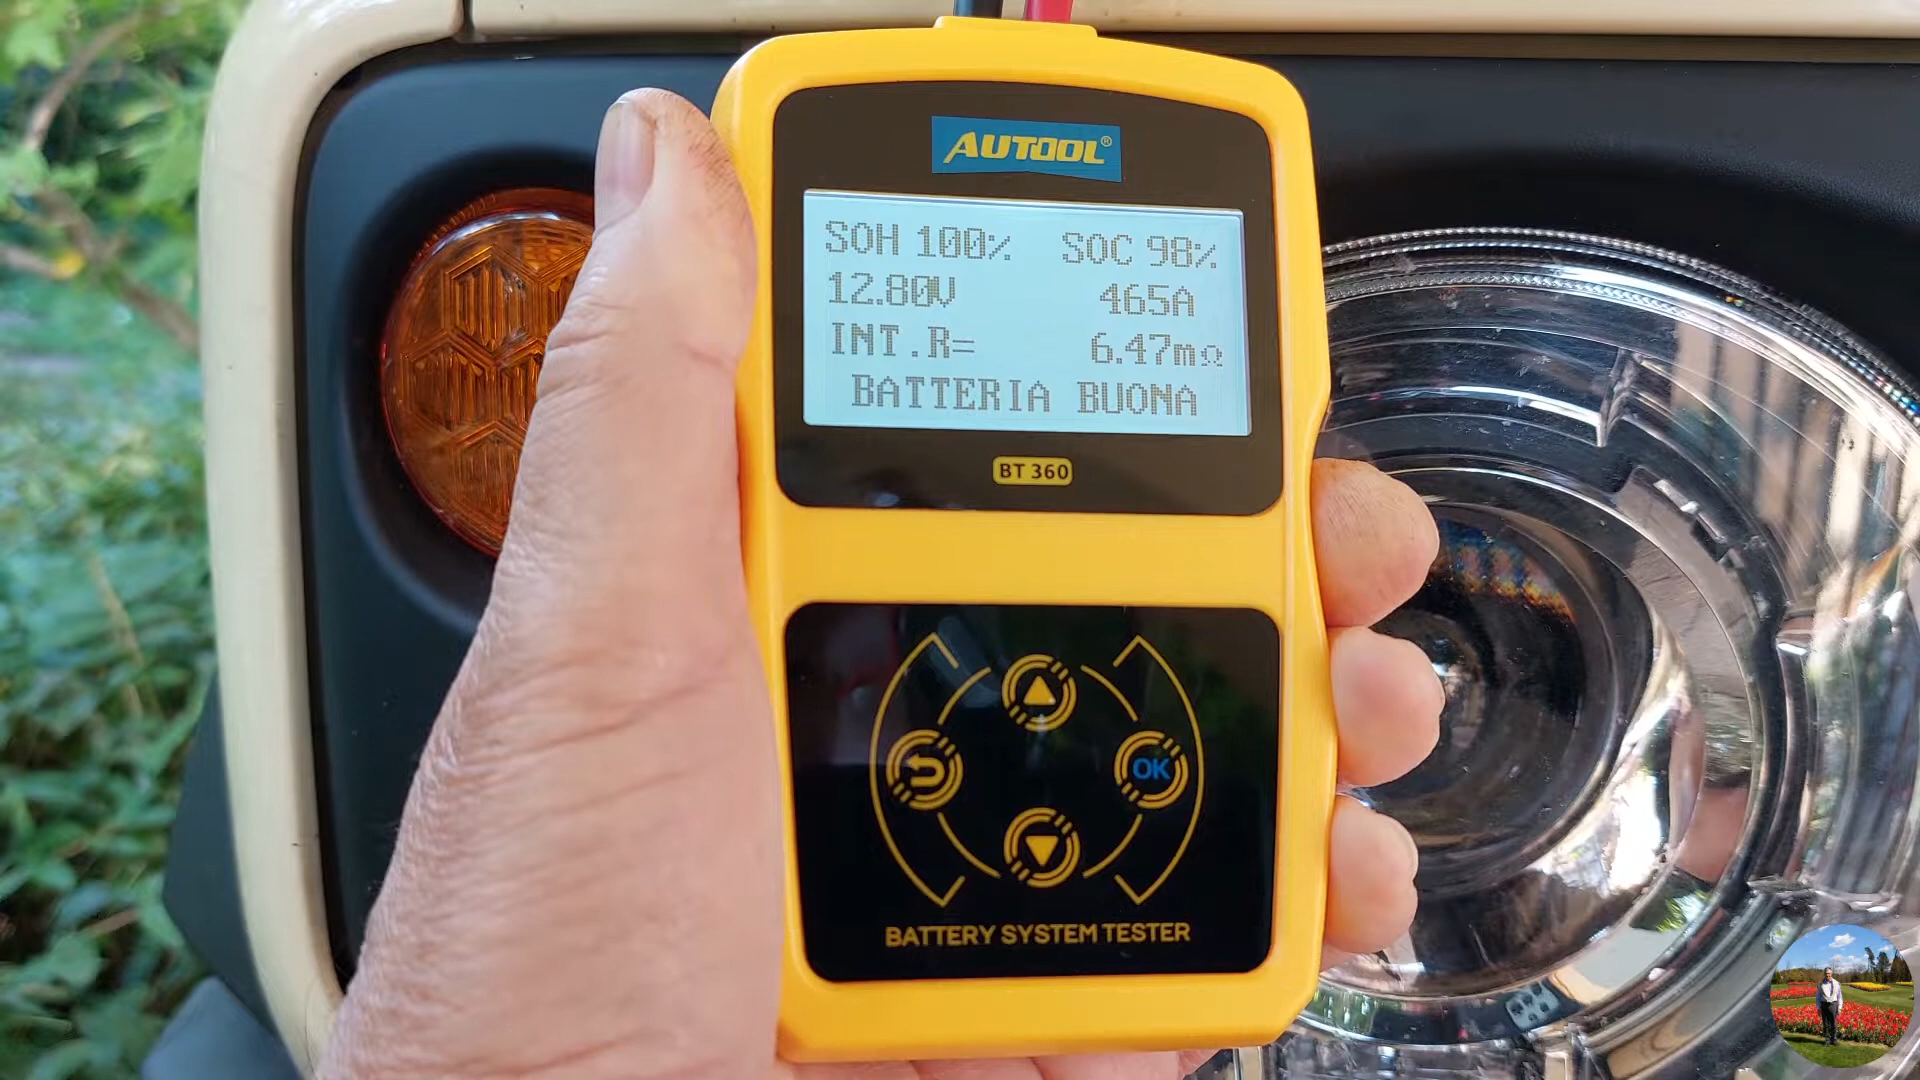 AUTOOL®
SOH 100% SOC 98%
12.80V 465A
INT.R= 6.47mΩ
BATTERIA BUONA
BT 360
OK
BATTERY SYSTEM TESTER